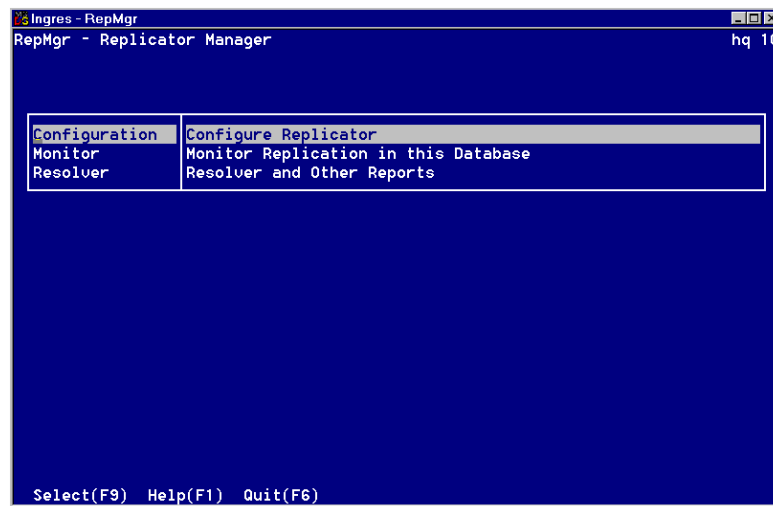 Ingres - RepMgr
RepMgr - Replicator Manager hq
Configuration Configure Replicator
Monitor Monitor Replication in this Database
Resolver Resolver and Other Reports
Select(F9) Help(F1) Quit(F6)